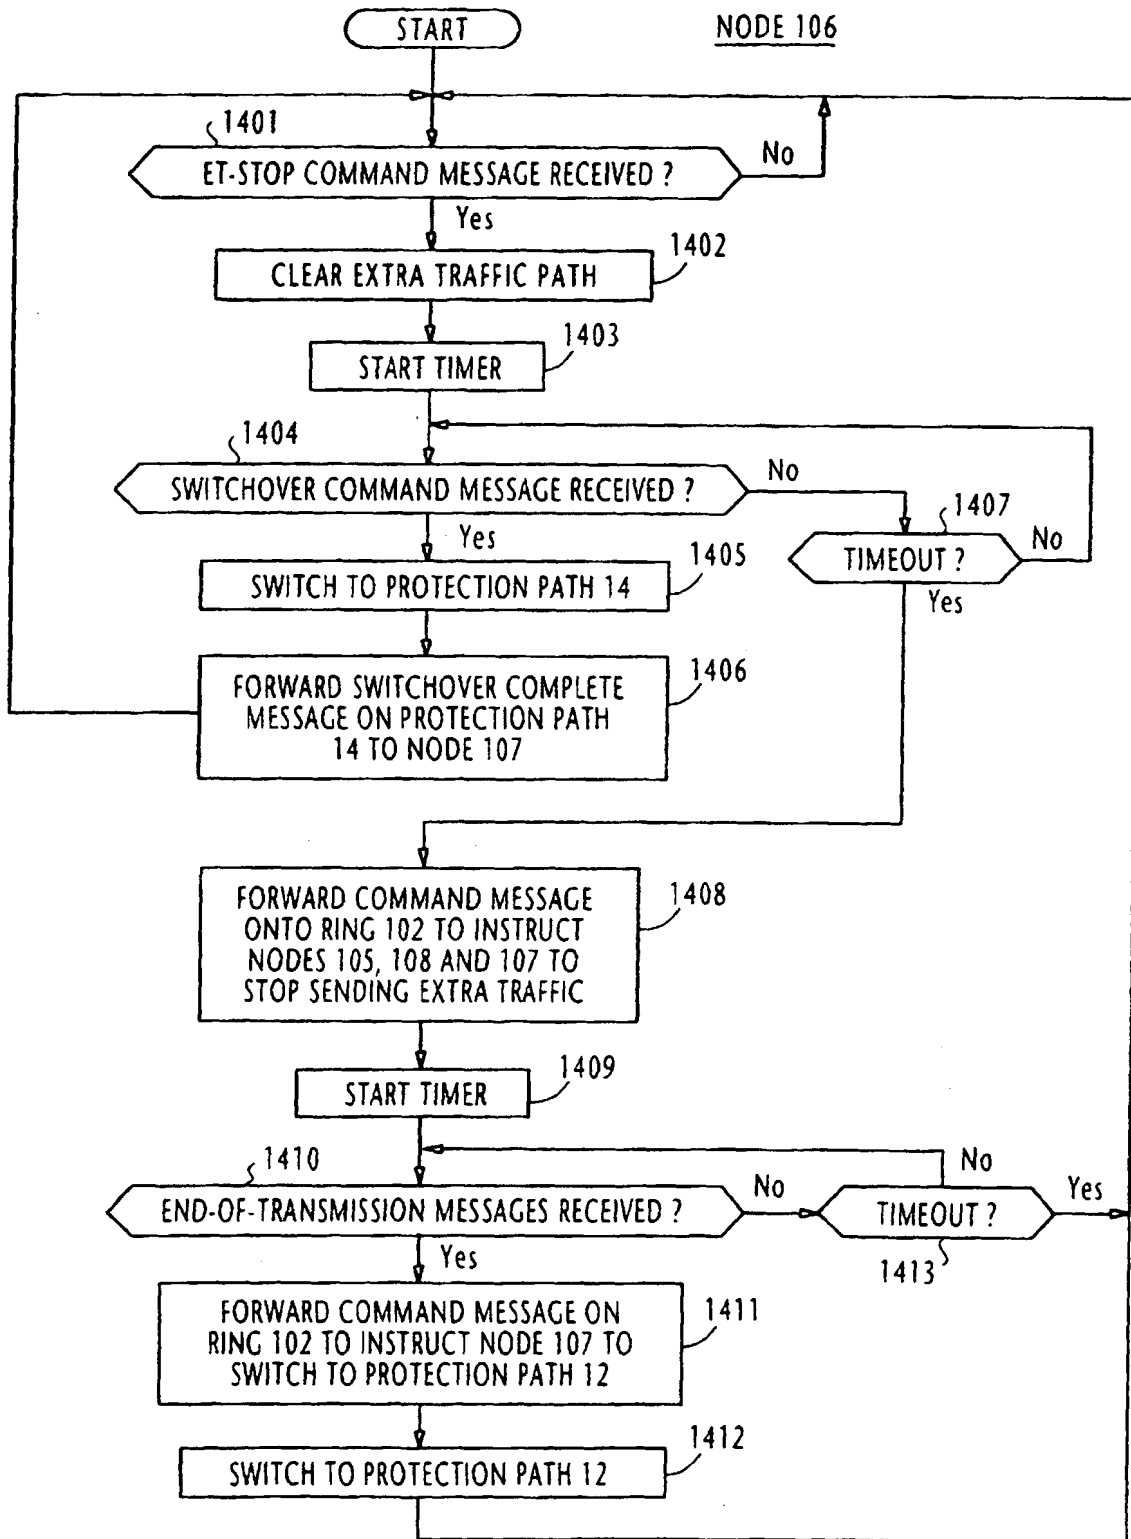 START
NODE 106
1401
ET-STOP COMMAND MESSAGE RECEIVED ?
No
Yes
1402
CLEAR EXTRA TRAFFIC PATH
1403
START TIMER
1404
SWITCHOVER COMMAND MESSAGE RECEIVED ?
No
1407
TIMEOUT ?
No
Yes
Yes
1405
SWITCH TO PROTECTION PATH 14
1406
FORWARD SWITCHOVER COMPLETE
MESSAGE ON PROTECTION PATH
14 TO NODE 107
1408
FORWARD COMMAND MESSAGE
ONTO RING 102 TO INSTRUCT
NODES 105, 108 AND 107 TO
STOP SENDING EXTRA TRAFFIC
1409
START TIMER
1410
END-OF-TRANSMISSION MESSAGES RECEIVED ?
No
No
TIMEOUT ?
Yes
1413
Yes
1411
FORWARD COMMAND MESSAGE ON
RING 102 TO INSTRUCT NODE 107 TO
SWITCH TO PROTECTION PATH 12
1412
SWITCH TO PROTECTION PATH 12